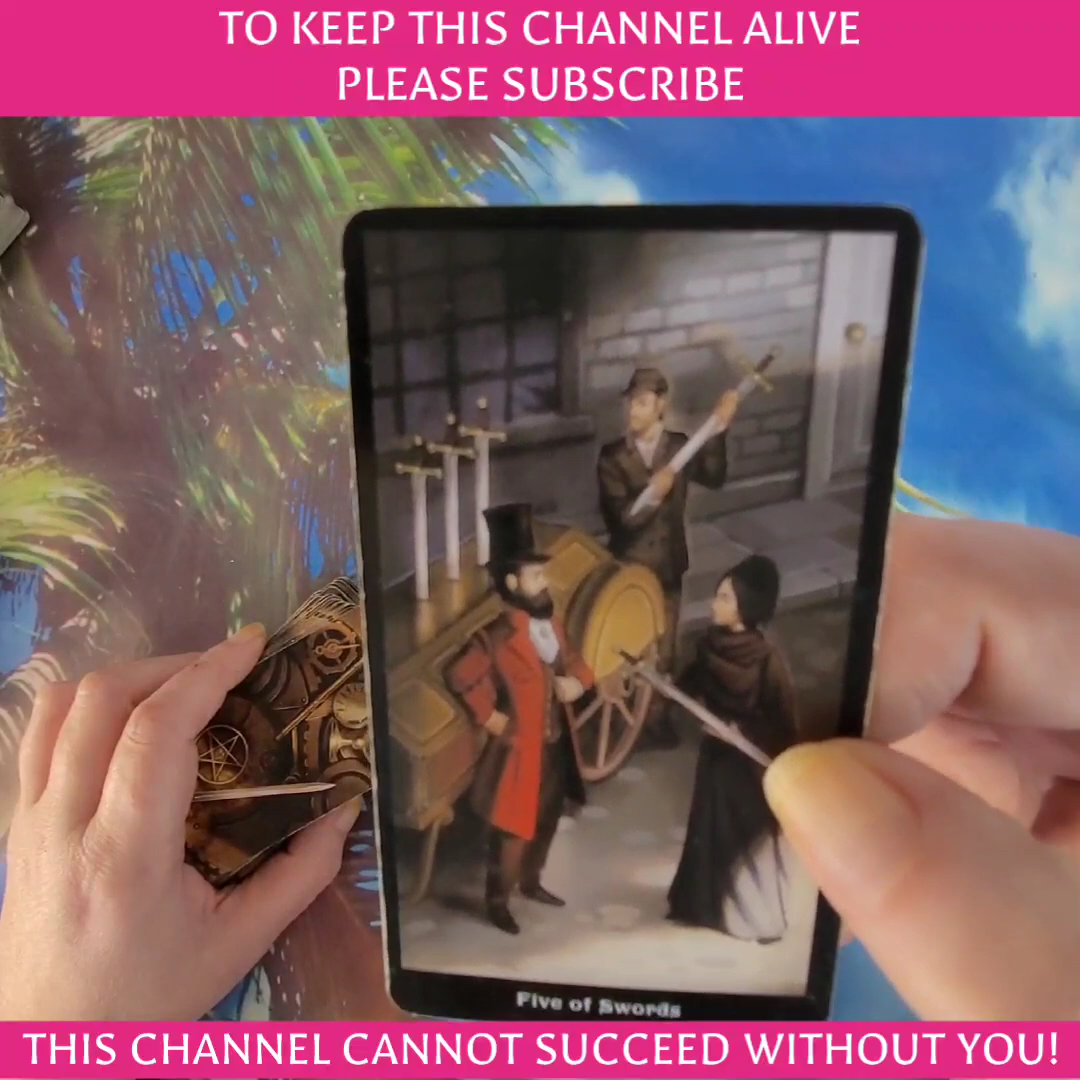 TO KEEP THIS CHANNEL ALIVE
PLEASE SUBSCRIBE
Five of Swords
THIS CHANNEL CANNOT SUCCEED WITHOUT YOU!